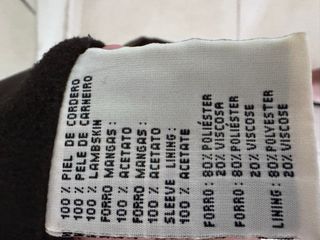 100 % PIEL DE CORDERO
100 % PELE DE CARNEIRO
100 % LAMBSKIN
FORRO MANGAS :
100 % ACETATO
FORRO MANGAS :
100 % ACETATO
SLEEVE LINING :
100 % ACETATE
FORRO : 80% POLIÉSTER
20% VISCOSA
FORRO : 80% POLIÉSTER
20% VISCOSE
LINING : 80% POLYESTER
20% VISCOSE